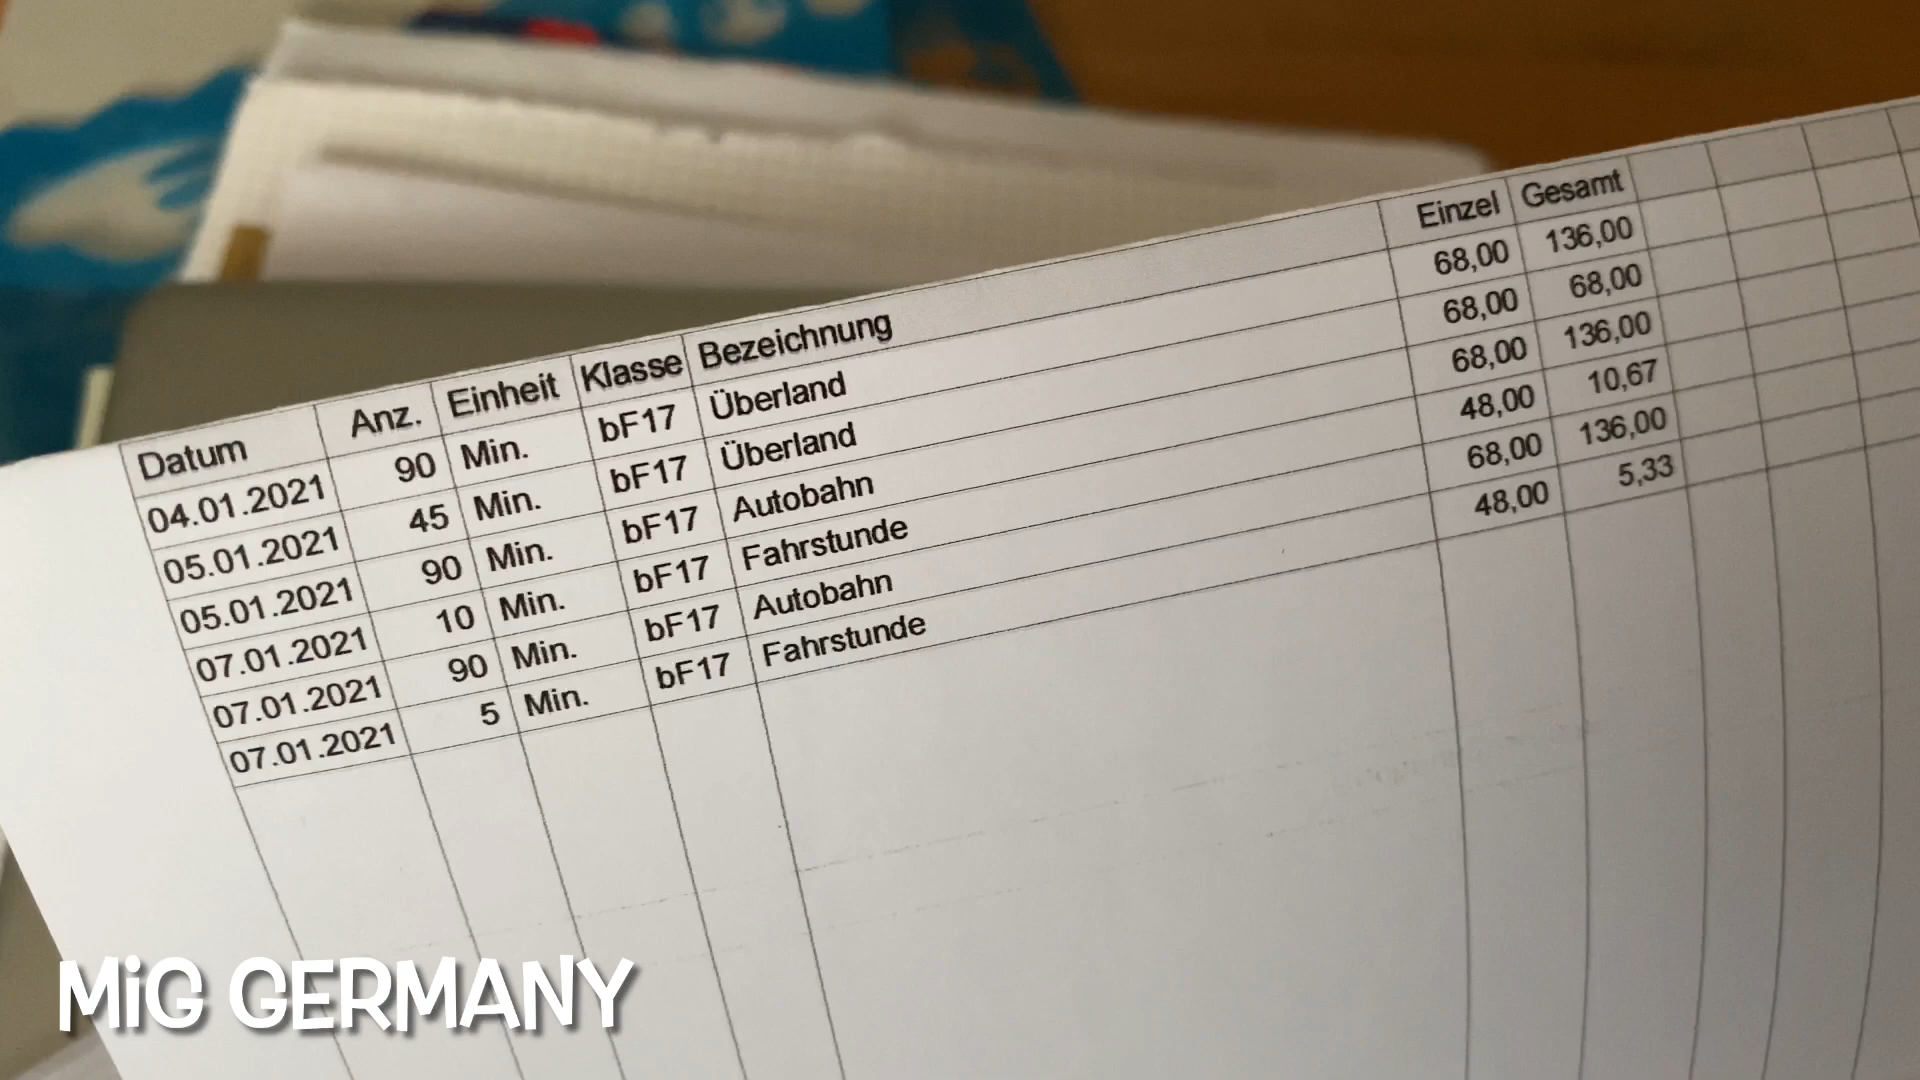 Datum Anz. Einheit Klasse Bezeichnung Einzel Gesamt
04.01.2021 90 Min. bF17 Überland 68,00 136,00
05.01.2021 45 Min. bF17 Überland 68,00 68,00
05.01.2021 90 Min. bF17 Autobahn 68,00 136,00
07.01.2021 10 Min. bF17 Fahrstunde 48,00 10,67
07.01.2021 90 Min. bF17 Autobahn 68,00 136,00
07.01.2021 5 Min. bF17 Fahrstunde 48,00 5,33
MiG GERMANY